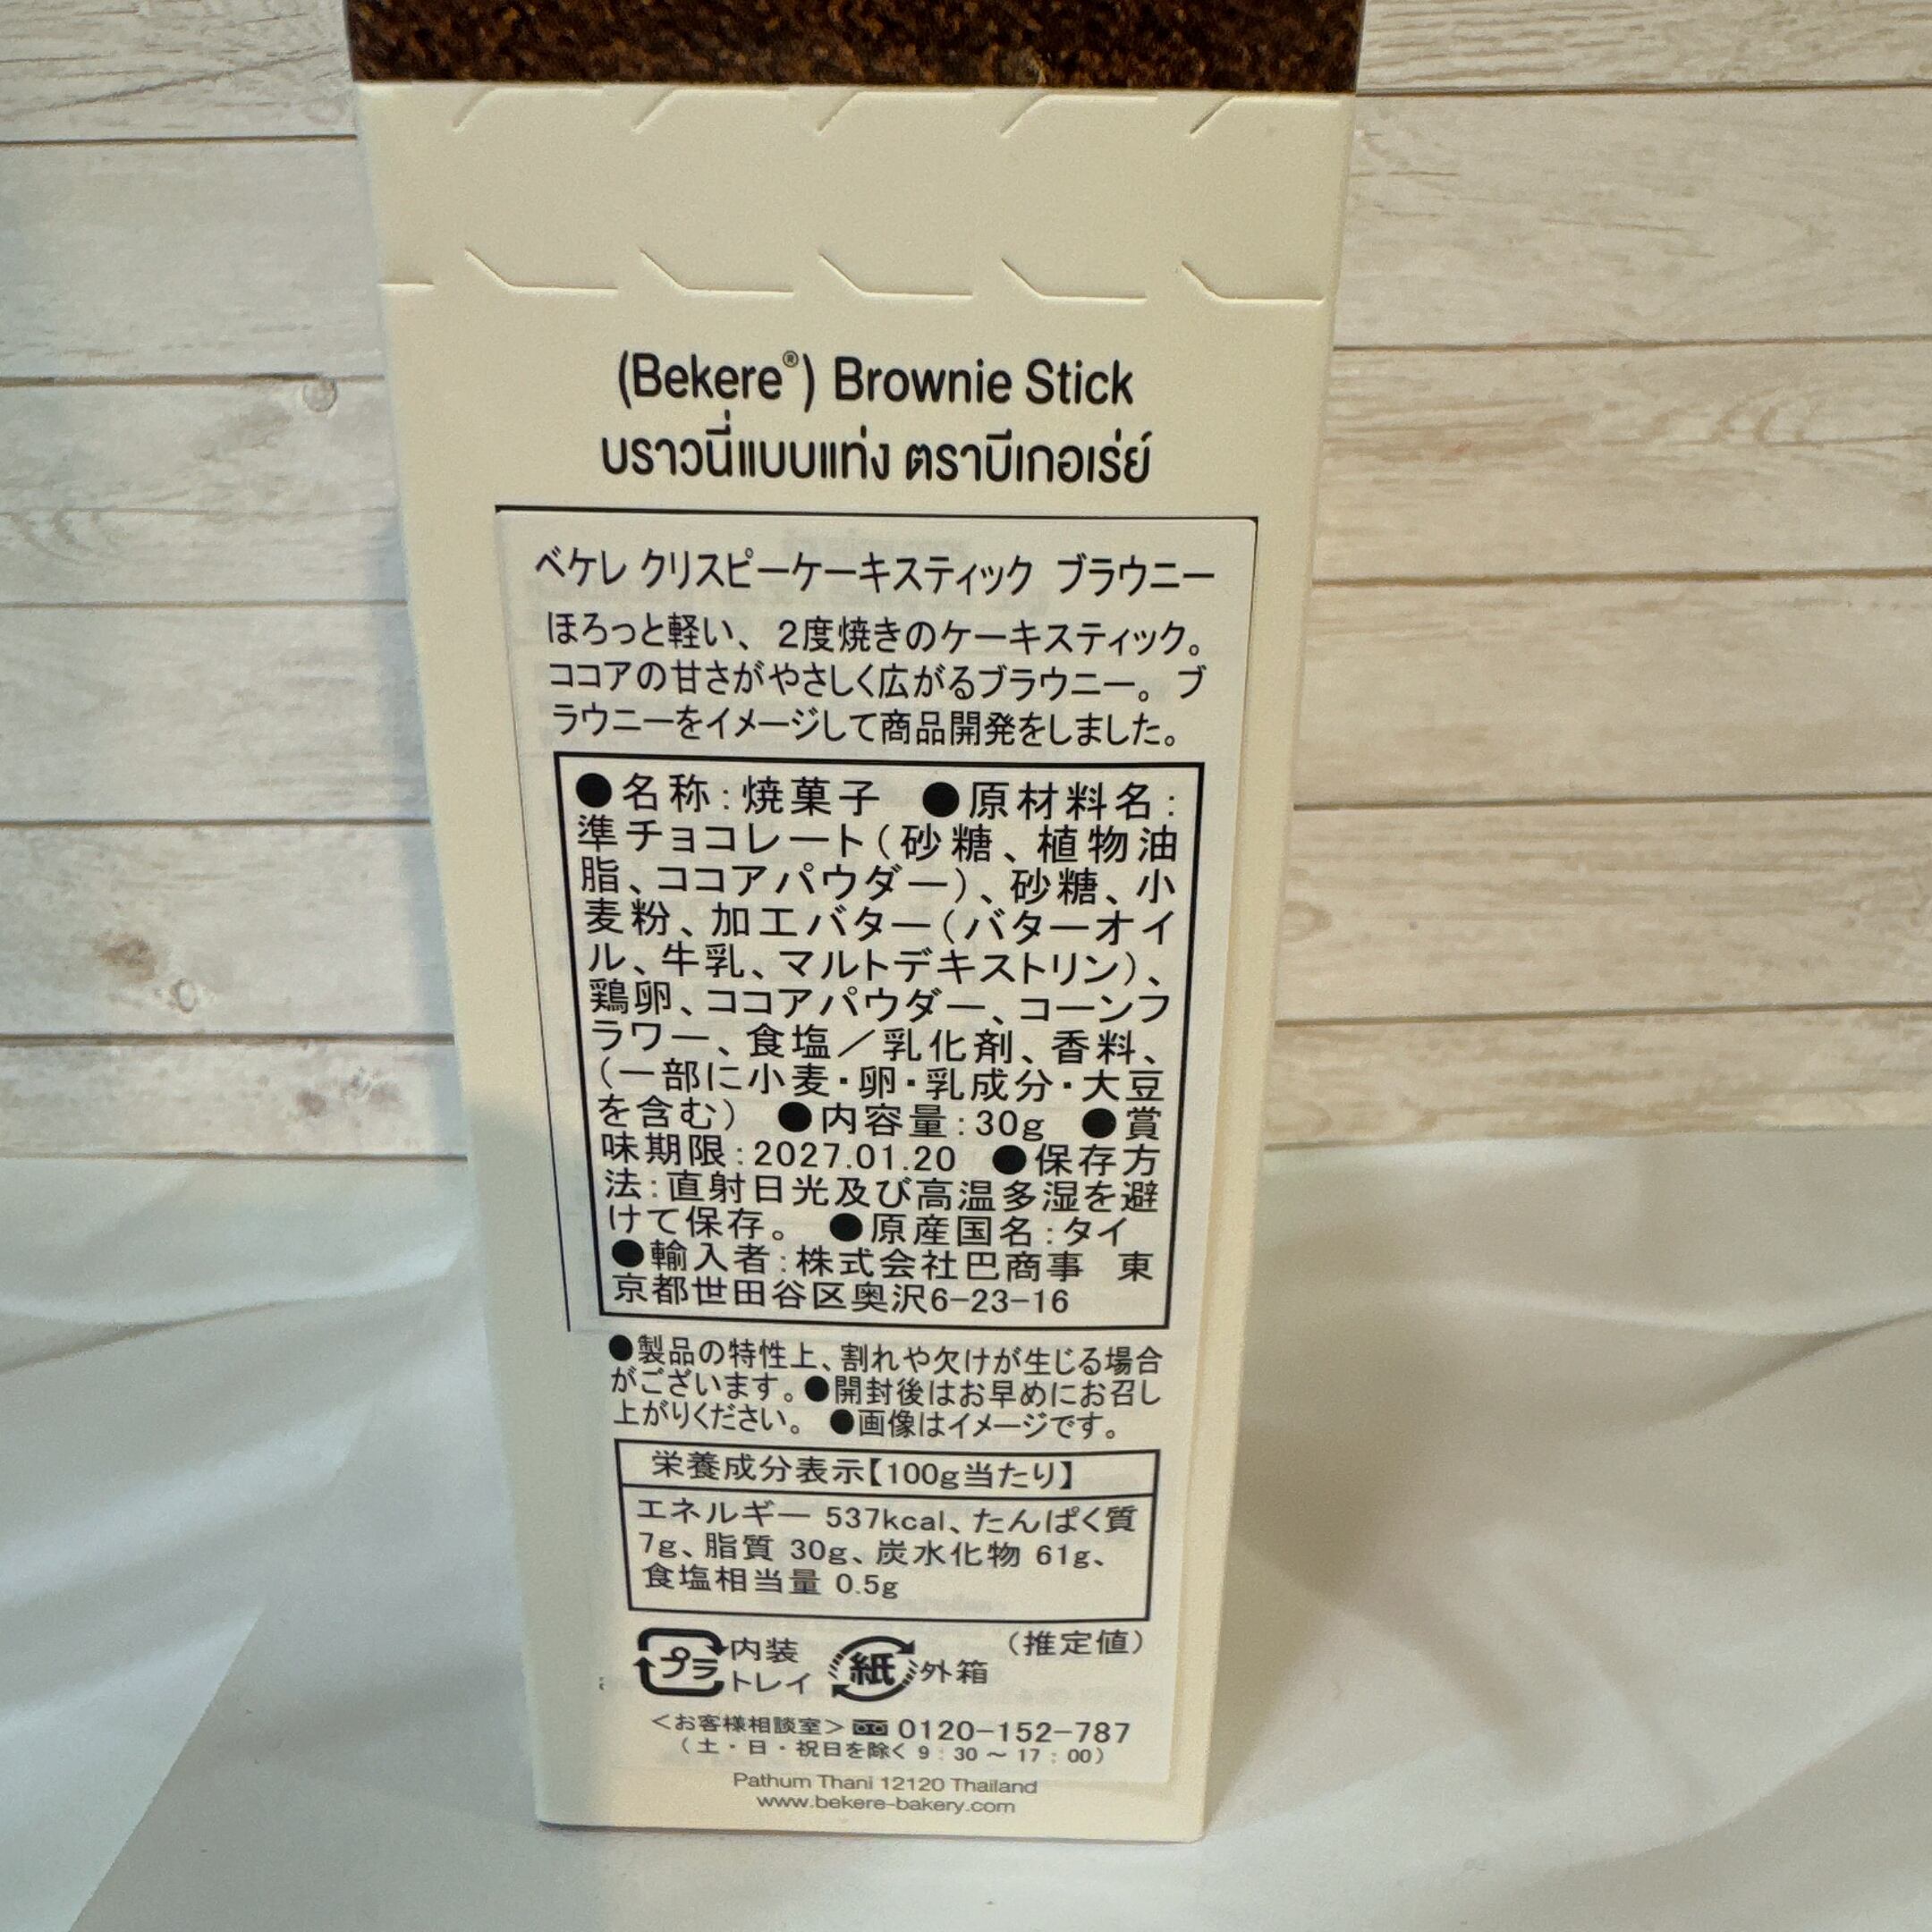 (Bekere®) Brownie Stick
บราวนี่แบบแท่ง ตราบีเกอเร่ย์
ベケレ クリスピーケーキスティック ブラウニー
ほろっと軽い、2度焼きのケーキスティック。
ココアの甘さがやさしく広がるブラウニー。ブ
ラウニーをイメージして商品開発をしました。
●名称:焼菓子 ●原材料名:
準チョコレート(砂糖、植物油
脂、ココアパウダー)、砂糖、小
麦粉、加工バター(バターオイ
ル、牛乳、マルトデキストリン)、
鶏卵、ココアパウダー、コーンフ
ラワー、食塩/乳化剤、香料、
(一部に小麦・卵・乳成分・大豆
を含む) ●内容量:30g ●賞
味期限:2027.01.20 ●保存方
法:直射日光及び高温多湿を避
けて保存。 ●原産国名:タイ
●輸入者:株式会社巴商事 東
京都世田谷区奥沢6-23-16
●製品の特性上、割れや欠けが生じる場合
がございます。●開封後はお早めにお召し
上がりください。 ●画像はイメージです。
栄養成分表示【100g当たり】
エネルギー 537kcal、たんぱく質
7g、脂質 30g、炭水化物 61g、
食塩相当量 0.5g
(推定値)
プラ 内装
トレイ
紙 外箱
<お客様相談室> 0120-152-787
(土・日・祝日を除く 9:30~17:00)
Pathum Thani 12120 Thailand
www.bekere-bakery.com